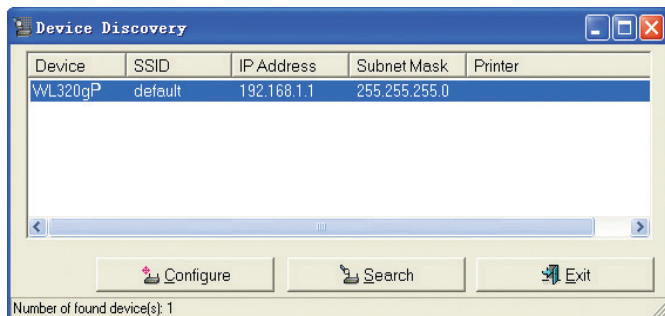 Device Discovery
Device SSID IP Address Subnet Mask Printer
WL320gP default 192.168.1.1 255.255.255.0
Configure Search Exit
Number of found device(s): 1